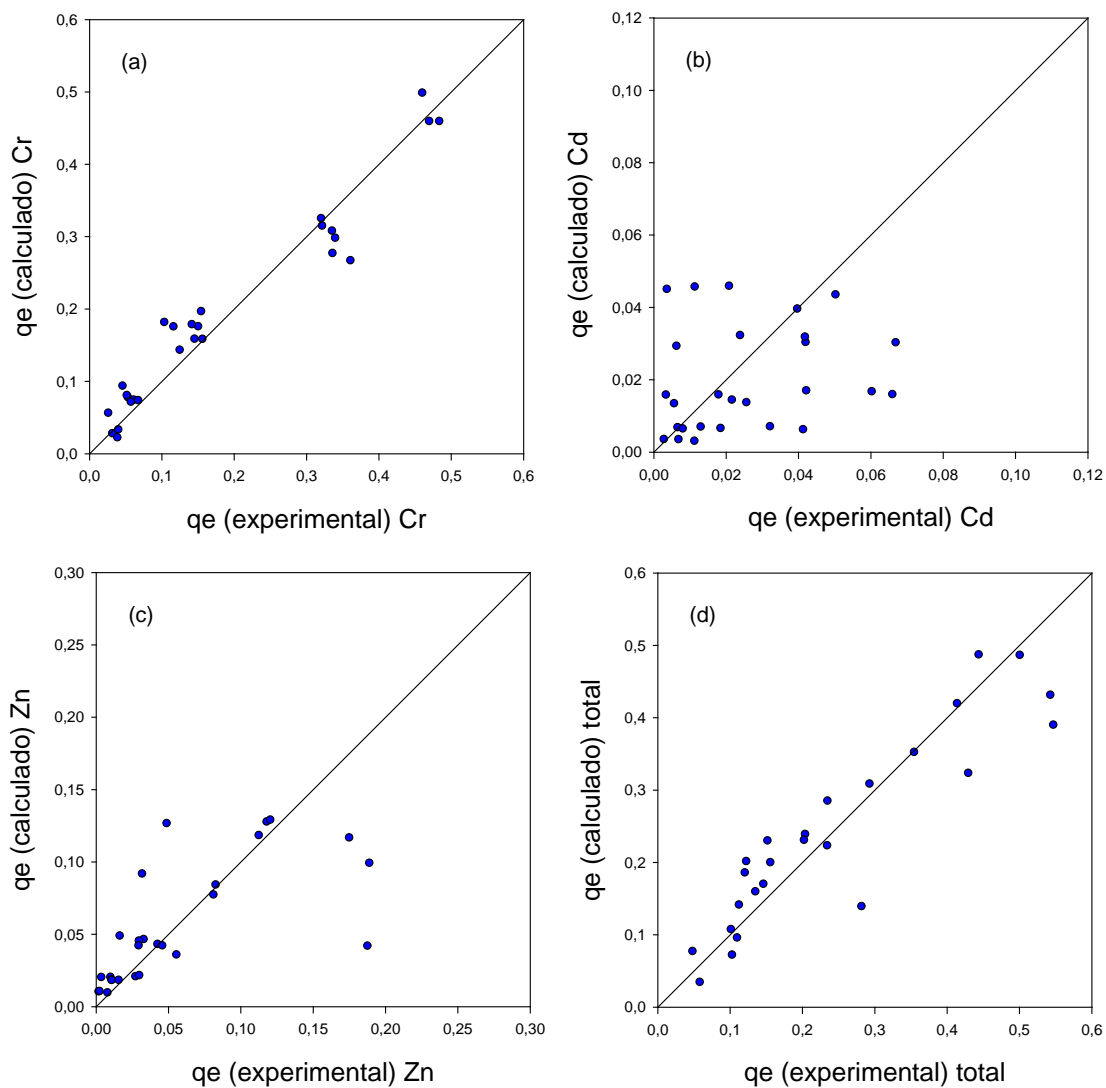 (a)
qe (calculado) Cr
0,6
0,5
0,4
0,3
0,2
0,1
0,0
0,0 0,1 0,2 0,3 0,4 0,5 0,6
qe (experimental) Cr
(b)
qe (calculado) Cd
0,12
0,10
0,08
0,06
0,04
0,02
0,00
0,00 0,02 0,04 0,06 0,08 0,10 0,12
qe (experimental) Cd
(c)
qe (calculado) Zn
0,30
0,25
0,20
0,15
0,10
0,05
0,00
0,00 0,05 0,10 0,15 0,20 0,25 0,30
qe (experimental) Zn
(d)
qe (calculado) total
0,6
0,5
0,4
0,3
0,2
0,1
0,0
0,0 0,1 0,2 0,3 0,4 0,5 0,6
qe (experimental) total